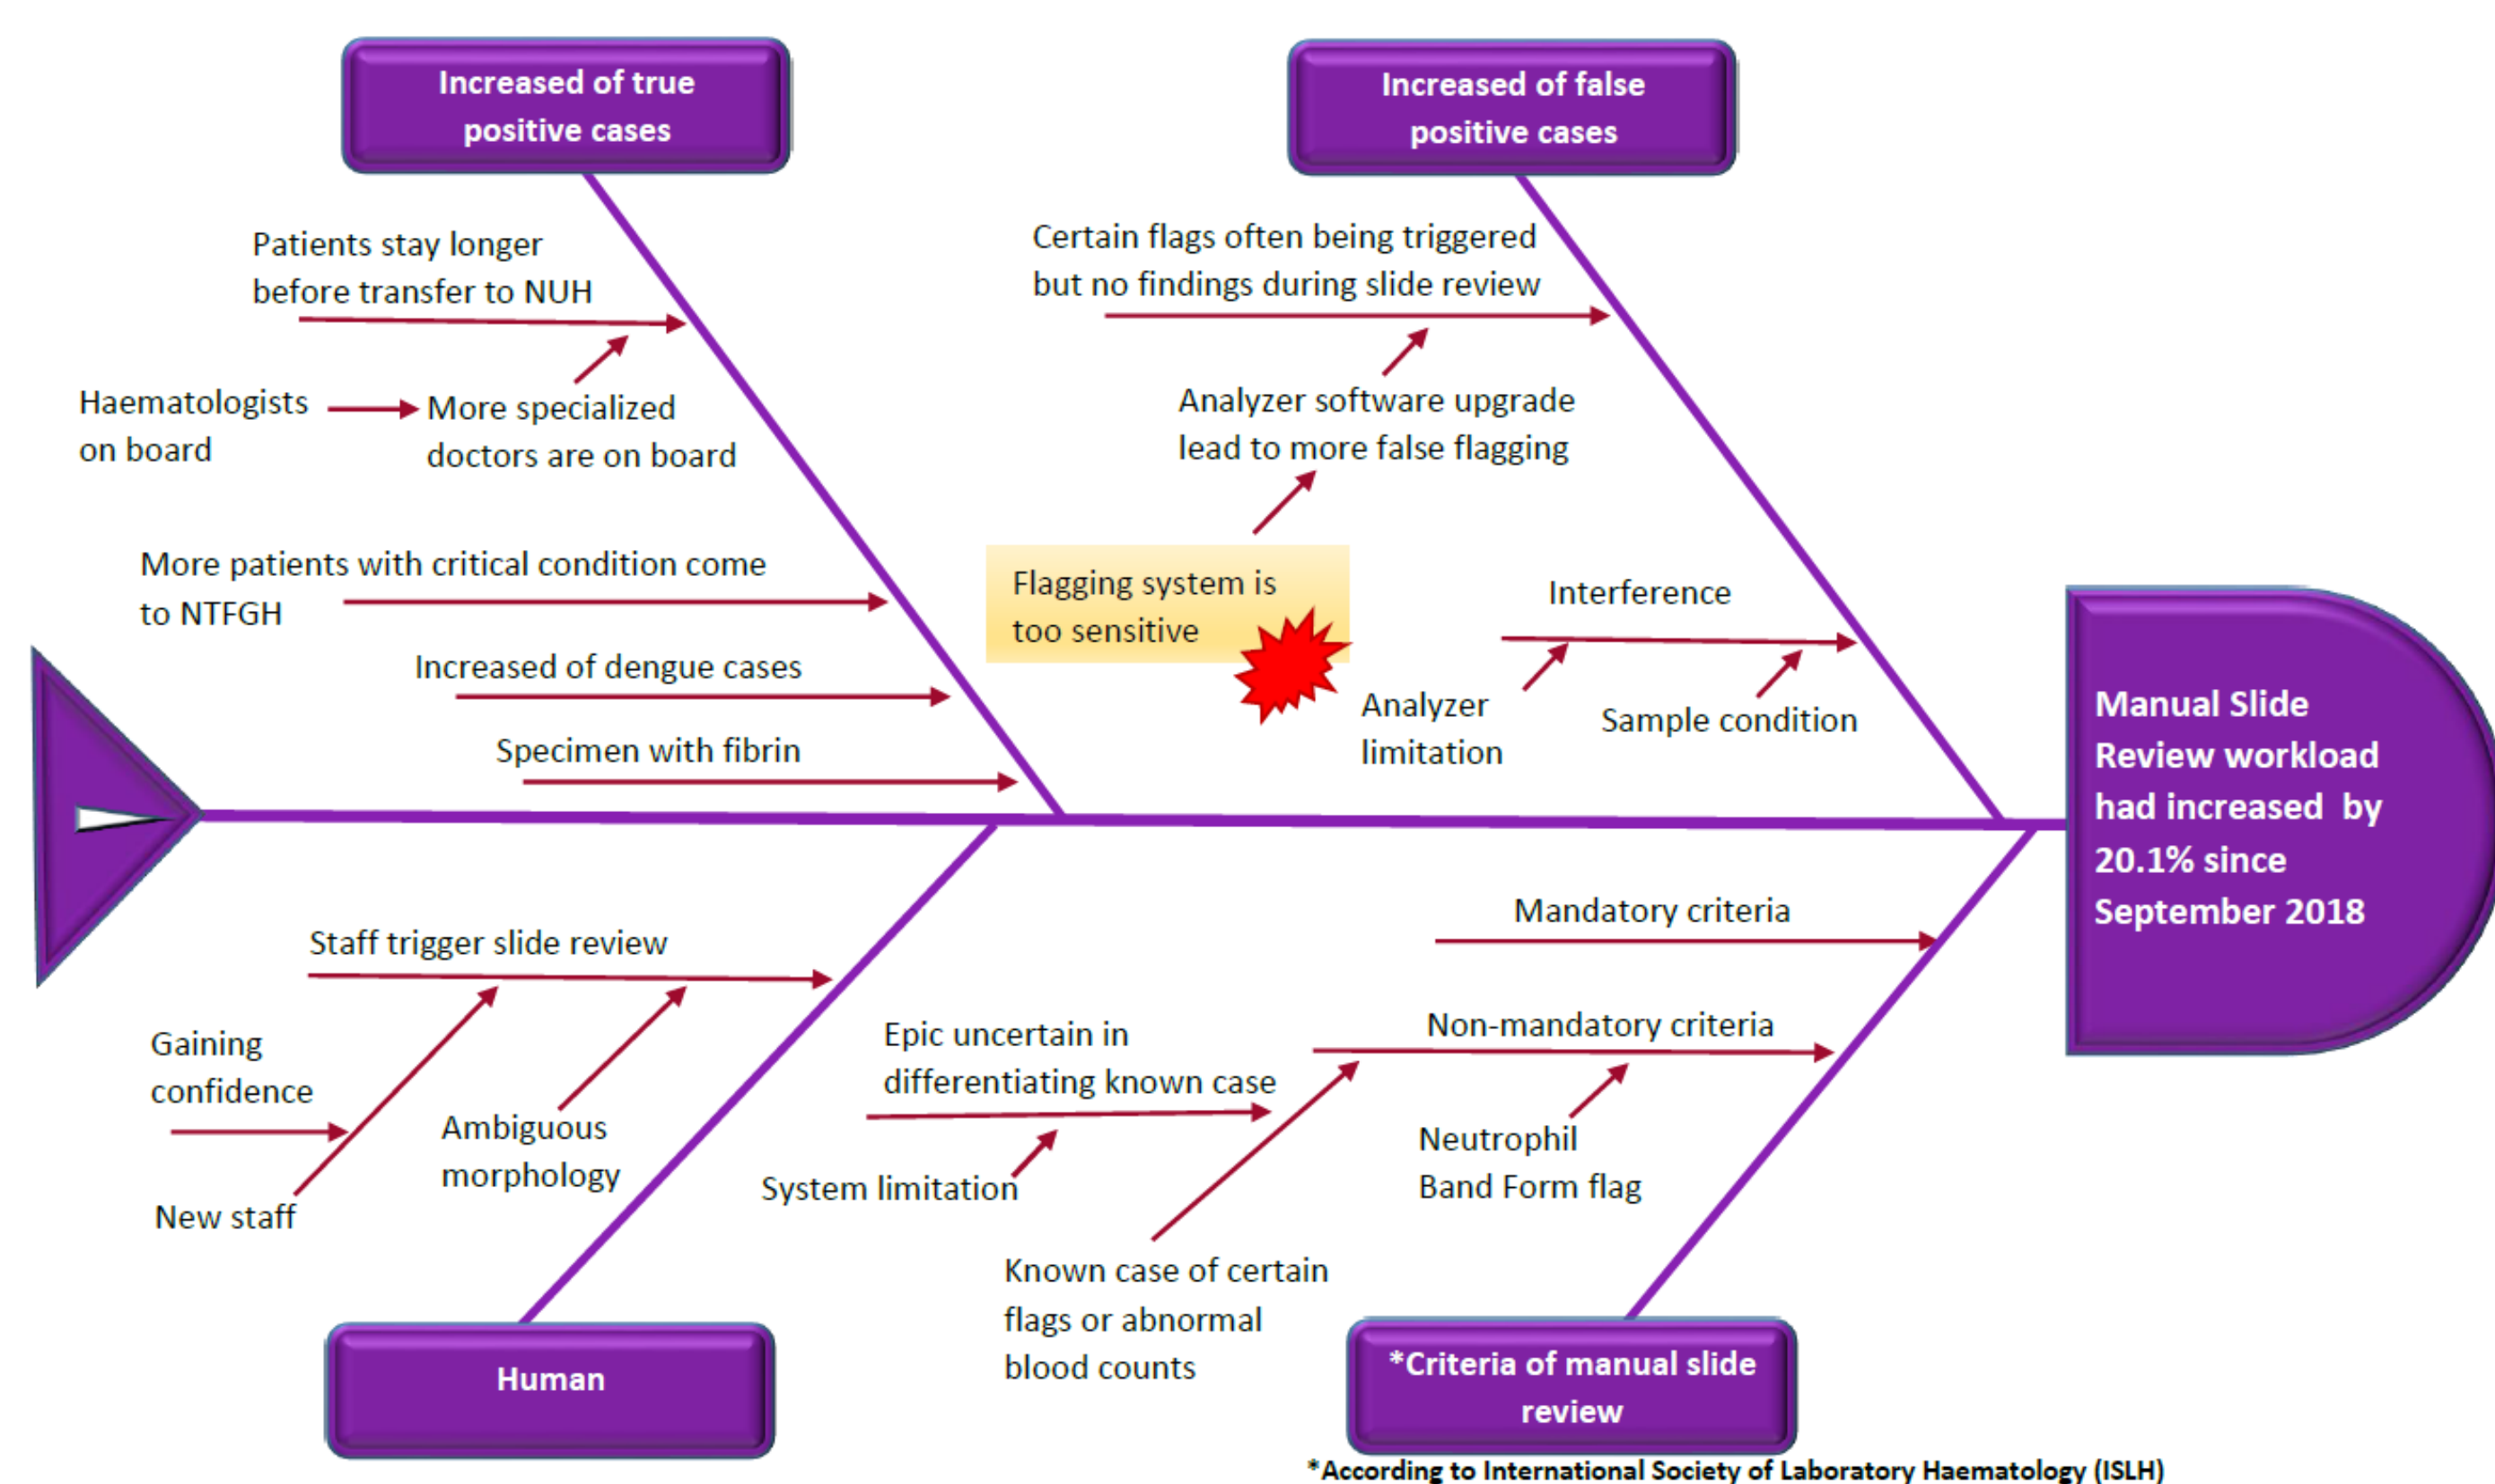 Increased of true
positive cases
Increased of false
positive cases
Patients stay longer
before transfer to NUH
Haematologists
on board
More specialized
doctors are on board
More patients with critical condition come
to NTFGH
Increased of dengue cases
Specimen with fibrin
Certain flags often being triggered
but no findings during slide review
Analyzer software upgrade
lead to more false flagging
Flagging system is
too sensitive
Interference
Analyzer
limitation
Sample condition
Manual Slide
Review workload
had increased by
20.1% since
September 2018
Staff trigger slide review
Gaining
confidence
New staff
Ambiguous
morphology
Human
Mandatory criteria
Non-mandatory criteria
Epic uncertain in
differentiating known case
System limitation
Neutrophil
Band Form flag
Known case of certain
flags or abnormal
blood counts
*Criteria of manual slide
review
*According to International Society of Laboratory Haematology (ISLH)